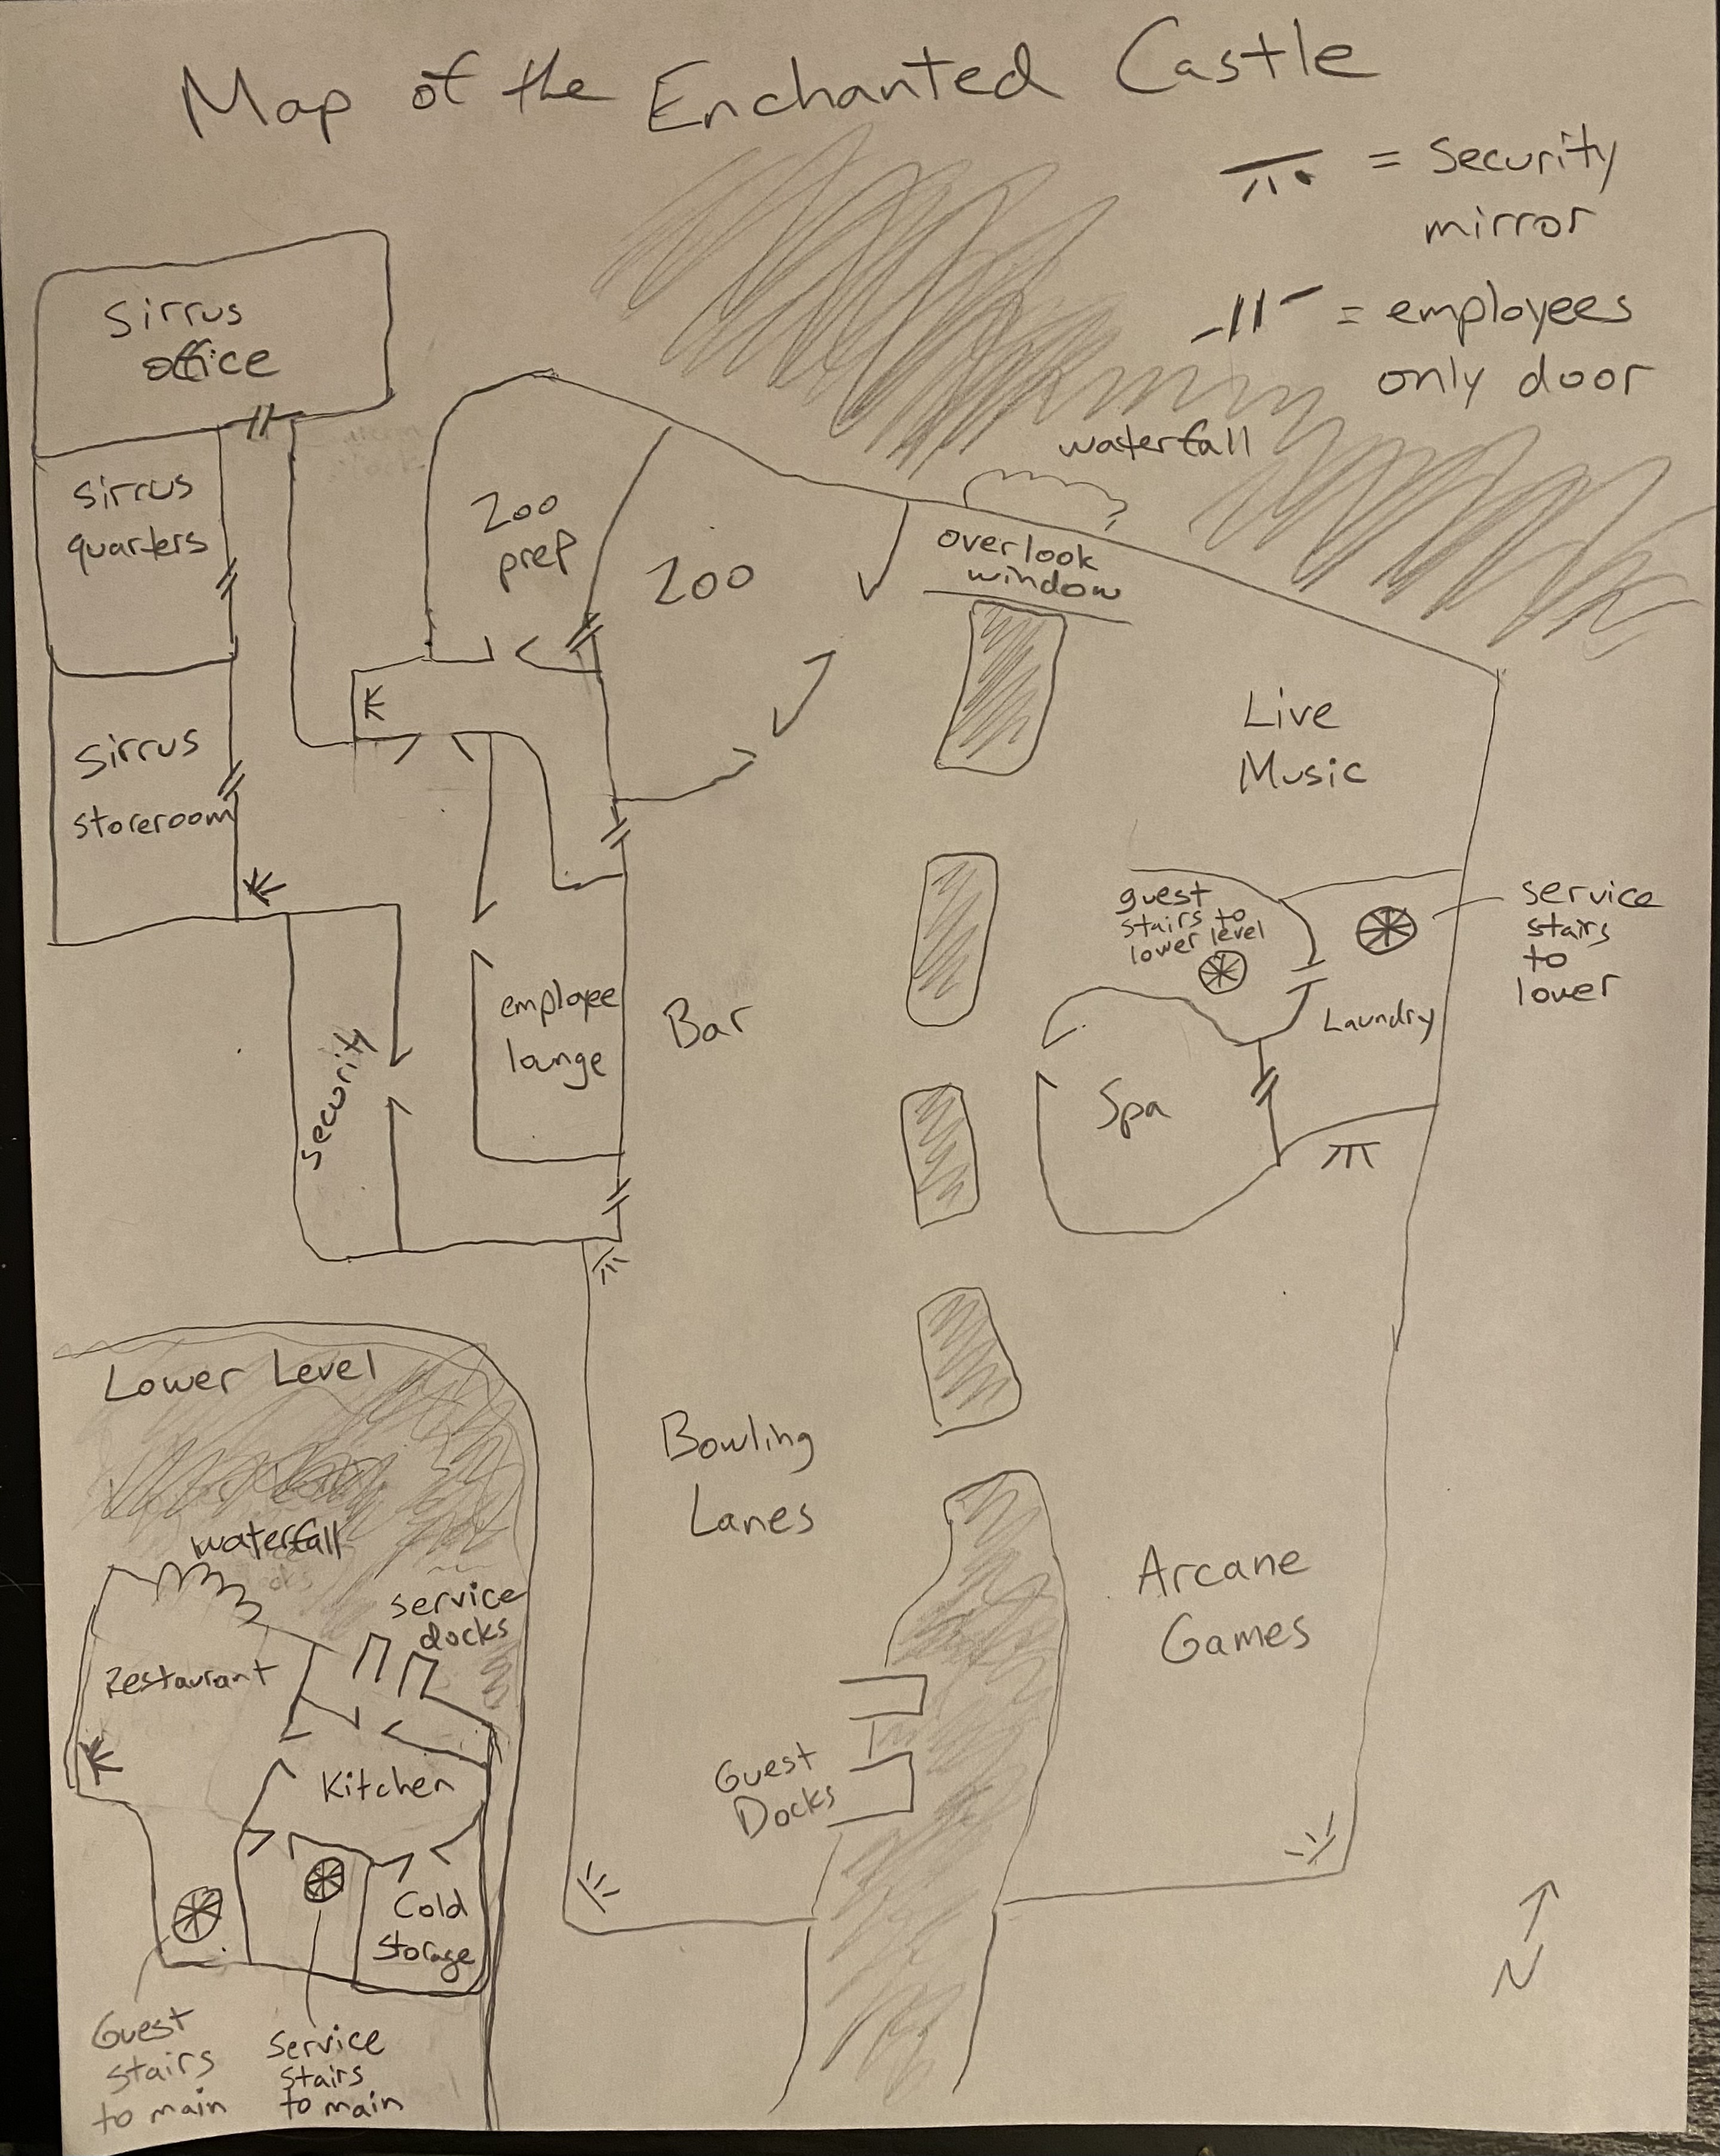 Map of the Enchanted Castle
= Security
mirror
= employees
only door
Sirrus
office
waterfall
Sirrus
quarters
Zoo
prep
Zoo
overlook
window
Live
Music
Sirrus
storeroom
guest
stairs to
lower level
service
stairs
to
lower
Laundry
employee
lounge
Bar
Security
Spa
Lower Level
Bowling
Lanes
waterfall
service
docks
Arcane
Games
Restaurant
Guest
Docks
Kitchen
Cold
Storage
N
Guest
stairs
to main
Service
stairs
to main